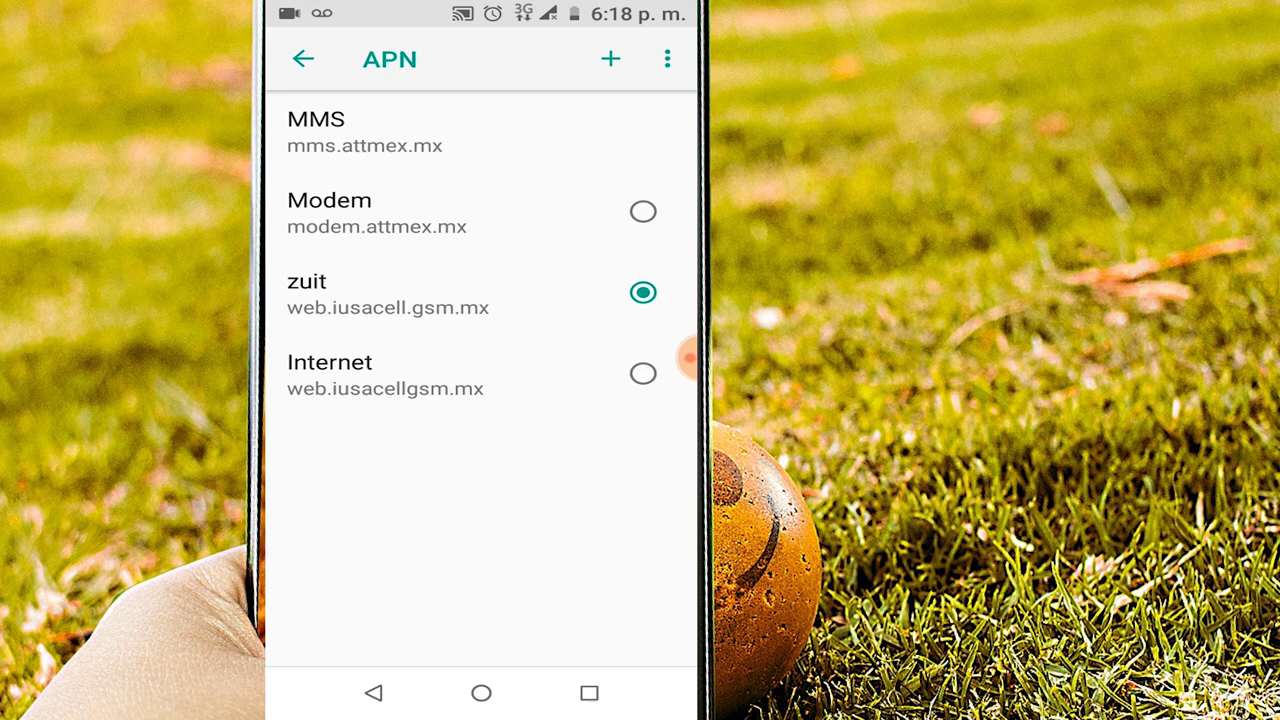 3G 6:18 p. m.
APN
MMS
mms.attmex.mx
Modem
modem.attmex.mx
zuit
web.iusacell.gsm.mx
Internet
web.iusacellgsm.mx